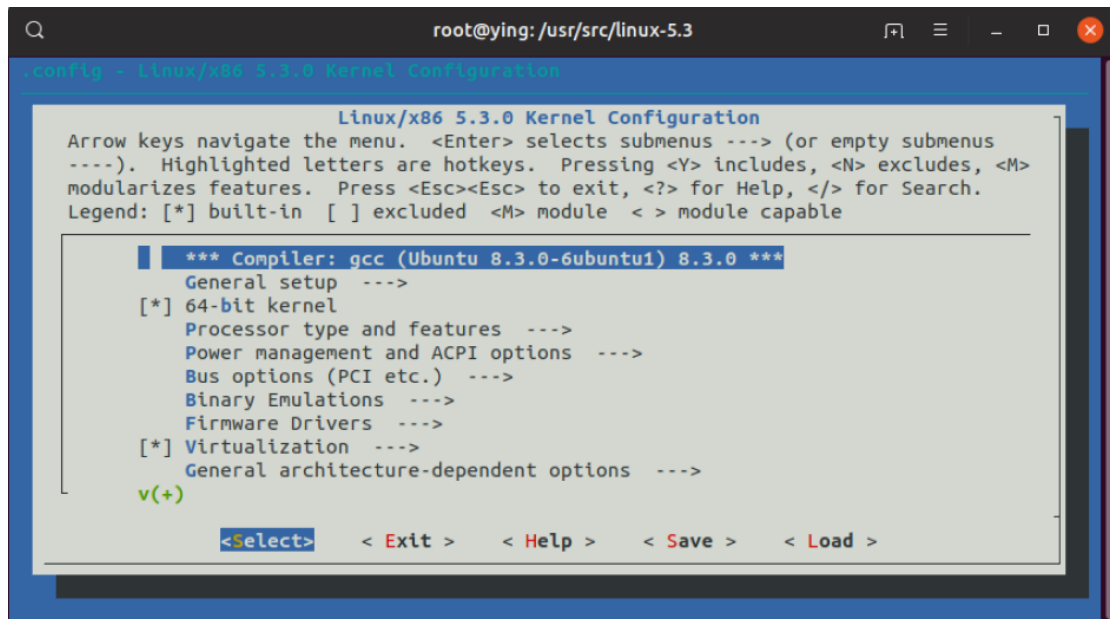 root@ying: /usr/src/linux-5.3
.config - Linux/x86 5.3.0 Kernel Configuration
Linux/x86 5.3.0 Kernel Configuration
Arrow keys navigate the menu.  <Enter> selects submenus ---> (or empty submenus
----).  Highlighted letters are hotkeys.  Pressing <Y> includes, <N> excludes, <M>
modularizes features.  Press <Esc><Esc> to exit, <?> for Help, </> for Search.
Legend: [*] built-in  [ ] excluded  <M> module  < > module capable
*** Compiler: gcc (Ubuntu 8.3.0-6ubuntu1) 8.3.0 ***
General setup  --->
[*] 64-bit kernel
Processor type and features  --->
Power management and ACPI options  --->
Bus options (PCI etc.)  --->
Binary Emulations  --->
Firmware Drivers  --->
[*] Virtualization  --->
General architecture-dependent options  --->
v(+)
<Select>    < Exit >    < Help >    < Save >    < Load >